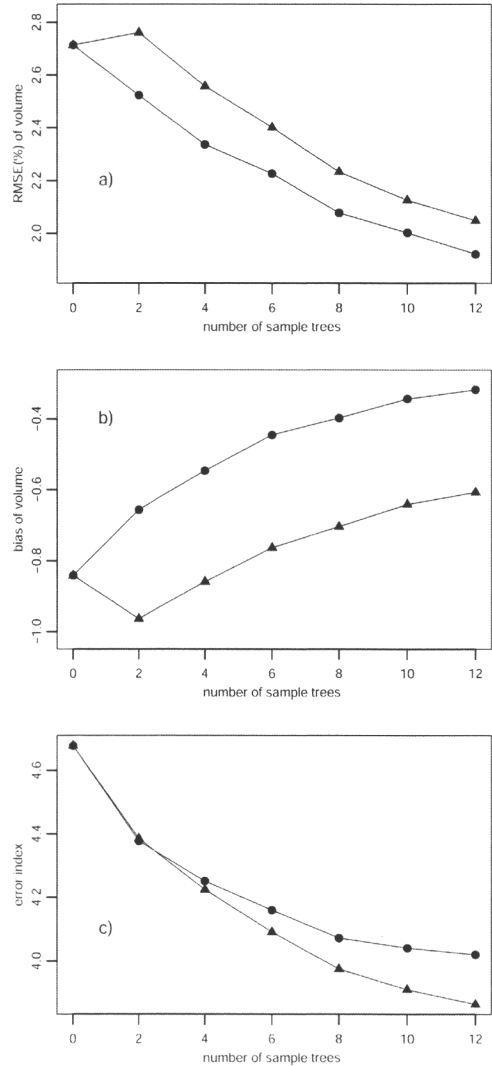 RMSE(%) of volume
2.8
2.6
2.4
2.2
2.0
a)
0 2 4 6 8 10 12
number of sample trees
bias of volume
-0.4
-0.6
-0.8
-1.0
b)
0 2 4 6 8 10 12
number of sample trees
error index
4.6
4.4
4.2
4.0
c)
0 2 4 6 8 10 12
number of sample trees